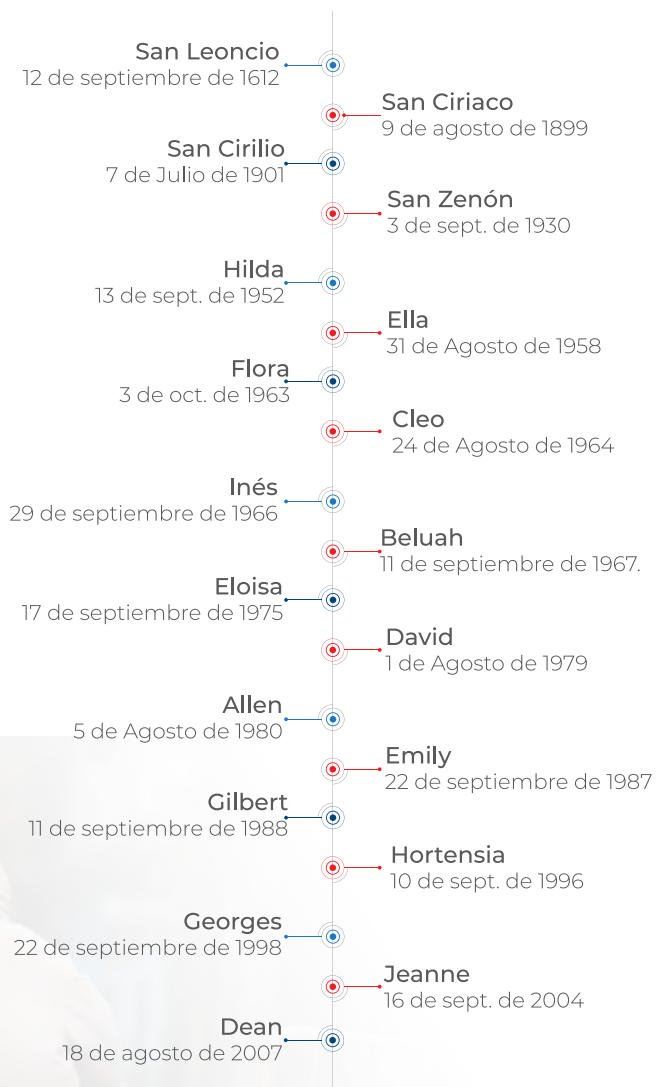 San Leoncio
12 de septiembre de 1612
San Ciriaco
9 de agosto de 1899
San Cirilio
7 de Julio de 1901
San Zenón
3 de sept. de 1930
Hilda
13 de sept. de 1952
Ella
31 de Agosto de 1958
Flora
3 de oct. de 1963
Cleo
24 de Agosto de 1964
Inés
29 de septiembre de 1966
Beluah
11 de septiembre de 1967.
Eloisa
17 de septiembre de 1975
David
1 de Agosto de 1979
Allen
5 de Agosto de 1980
Emily
22 de septiembre de 1987
Gilbert
11 de septiembre de 1988
Hortensia
10 de sept. de 1996
Georges
22 de septiembre de 1998
Jeanne
16 de sept. de 2004
Dean
18 de agosto de 2007